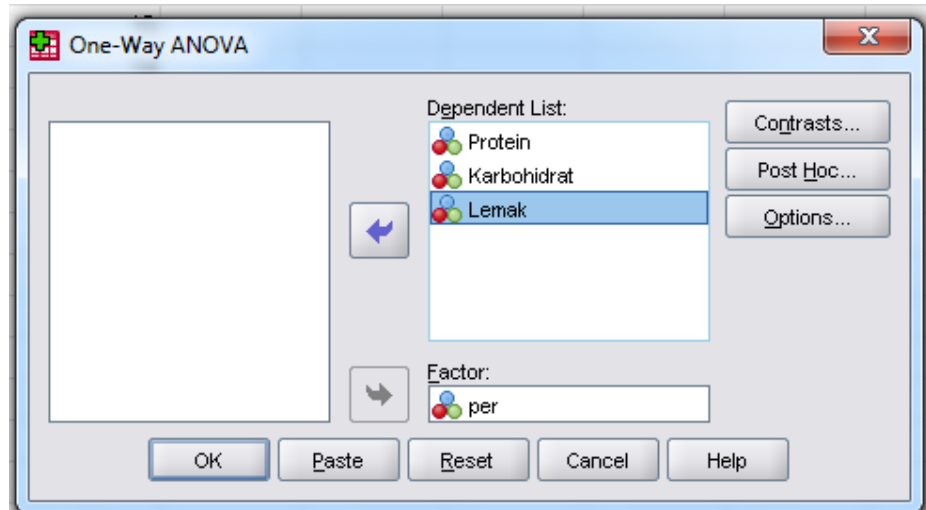 One-Way ANOVA
Dependent List:
Protein
Karbohidrat
Lemak
Contrasts...
Post Hoc...
Options...
Factor:
per
OK Paste Reset Cancel Help